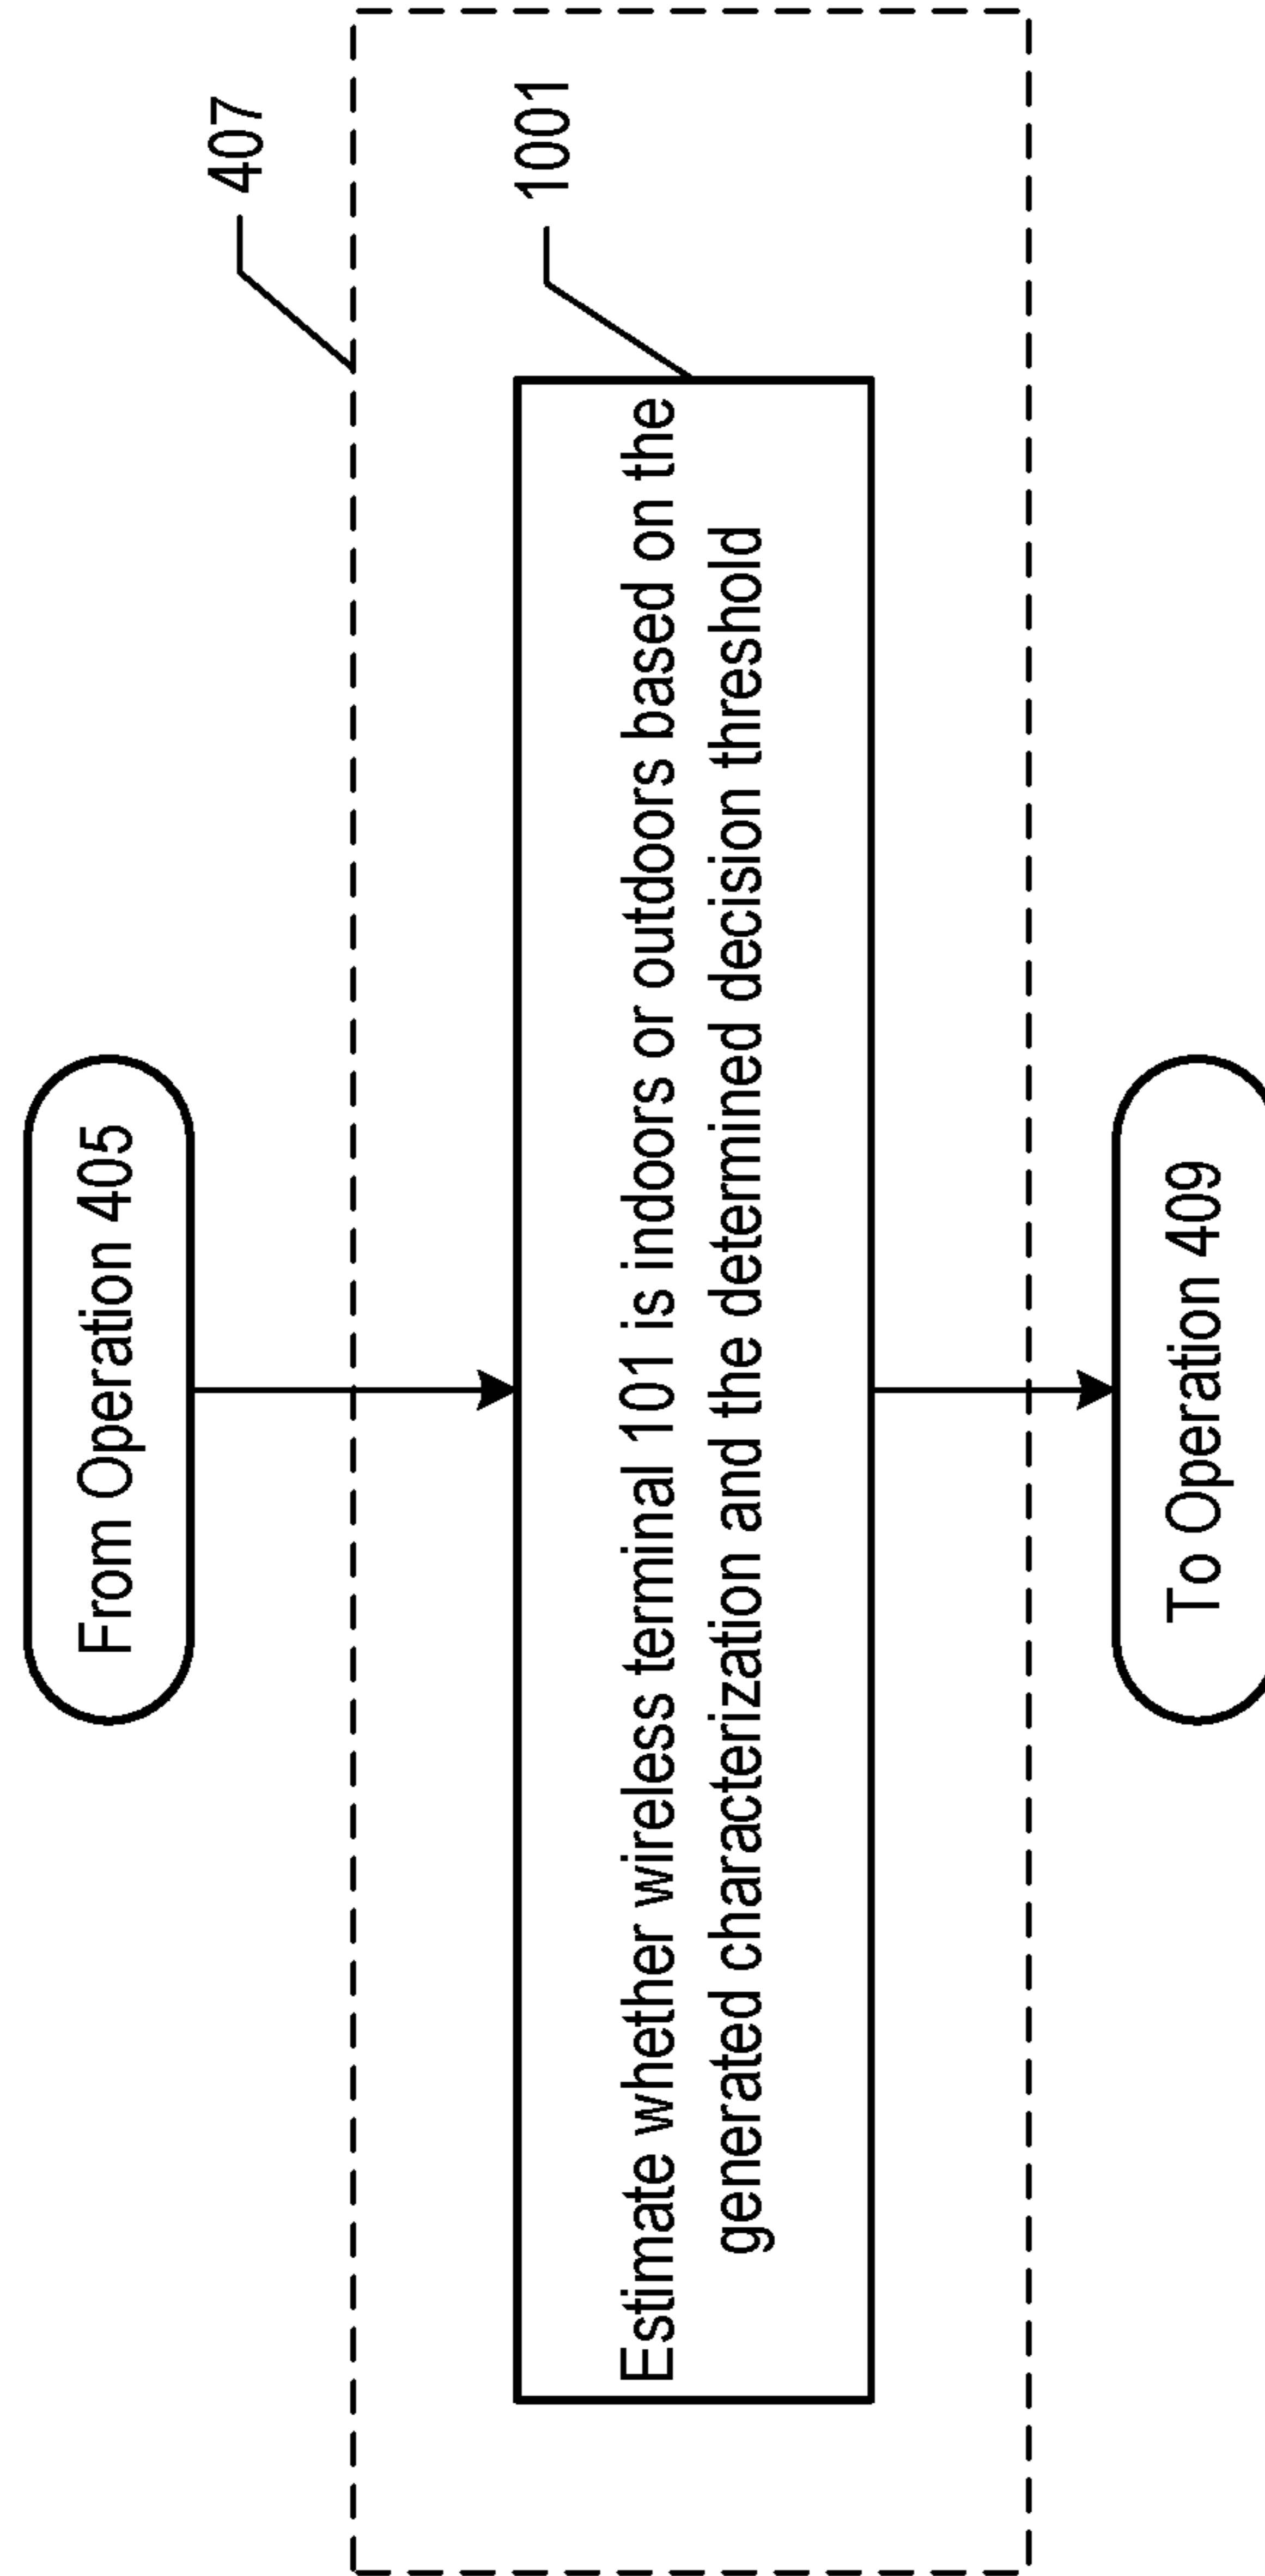 From Operation 405
407
1001
Estimate whether wireless terminal 101 is indoors or outdoors based on the
generated characterization and the determined decision threshold
To Operation 409